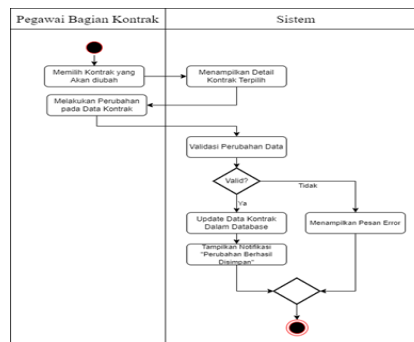 Pegawai Bagian Kontrak
Sistem
Memilih Kontrak yang
Akan diubah
Menampilkan Detail
Kontrak Terpilih
Melakukan Perubahan
pada Data Kontrak
Validasi Perubahan Data
Valid?
Tidak
Ya
Update Data Kontrak
Dalam Database
Menampilkan Pesan Error
Tampilkan Notifikasi
"Perubahan Berhasil
Disimpan"